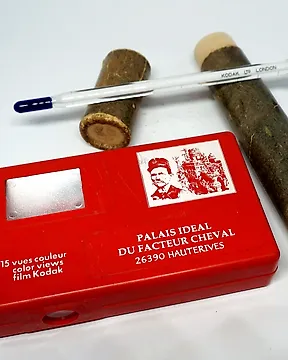 KODAK LTD LONDON
PALAIS IDEAL
DU FACTEUR CHEVAL
26390 HAUTERIVES
15 vues couleur
color views
film Kodak